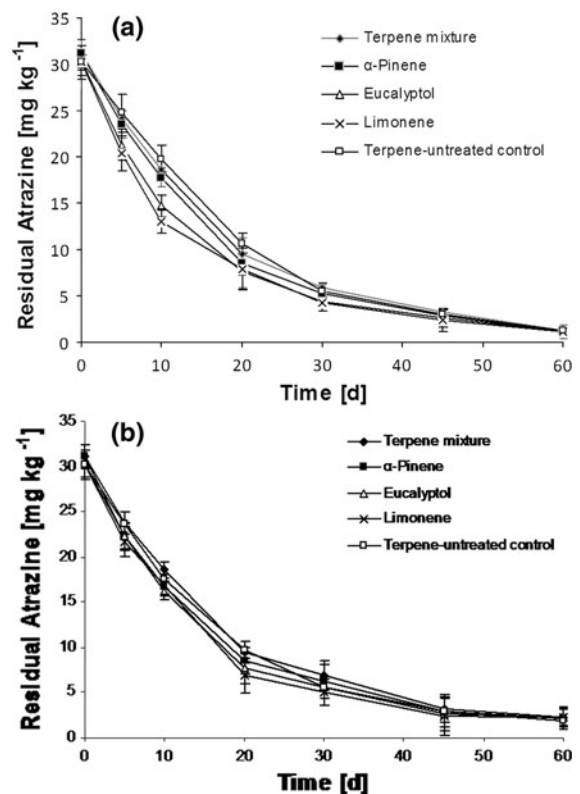 (a)
Terpene mixture
α-Pinene
Eucalyptol
Limonene
Terpene-untreated control
Residual Atrazine [mg kg -1]
35
30
25
20
15
10
5
0
0 10 20 30 40 50 60
Time [d]
(b)
Terpene mixture
α-Pinene
Eucalyptol
Limonene
Terpene-untreated control
Residual Atrazine [mg kg -1]
35
30
25
20
15
10
5
0
0 10 20 30 40 50 60
Time [d]